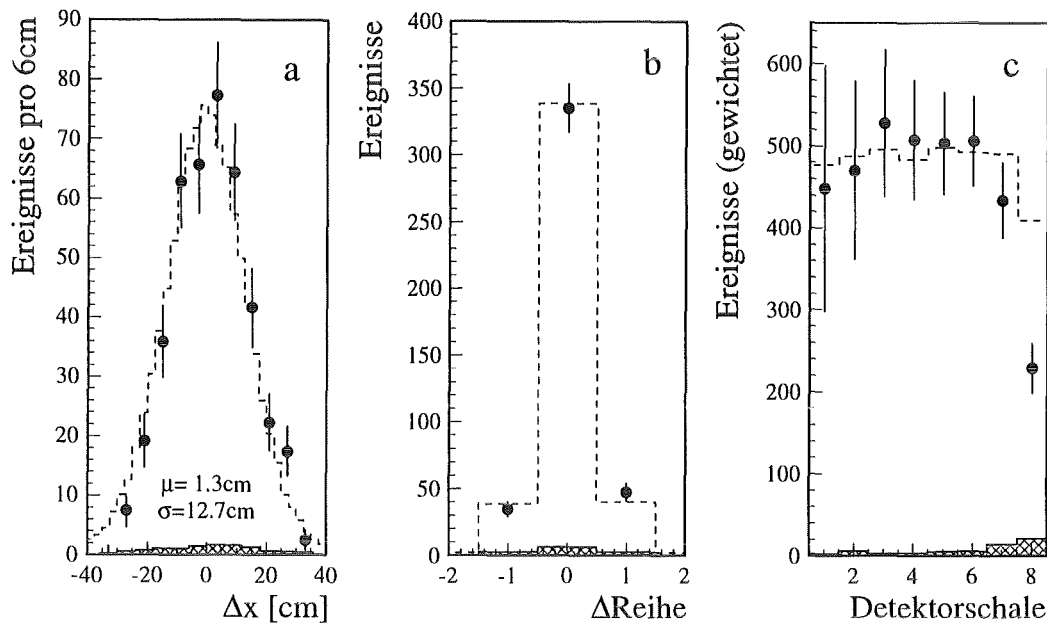 Ereignisse pro 6cm
90
80
70
60
50
40
30
20
10
0
a
μ= 1.3cm
σ=12.7cm
-40 -20 0 20 40
Δx [cm]
Ereignisse
400
350
300
250
200
150
100
50
0
b
-2 -1 0 1 2
ΔReihe
Ereignisse (gewichtet)
600
500
400
300
200
100
0
c
2 4 6 8
Detektorschale